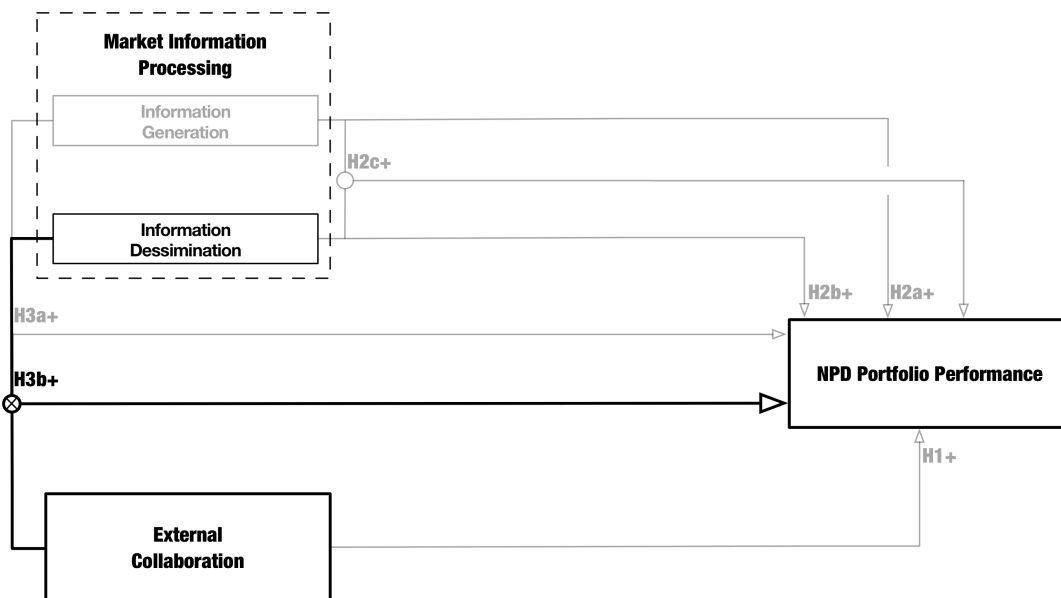 Market Information
Processing
Information
Generation
H2c+
Information
Dessimination
H2b+
H2a+
H3a+
NPD Portfolio Performance
H3b+
H1+
External
Collaboration